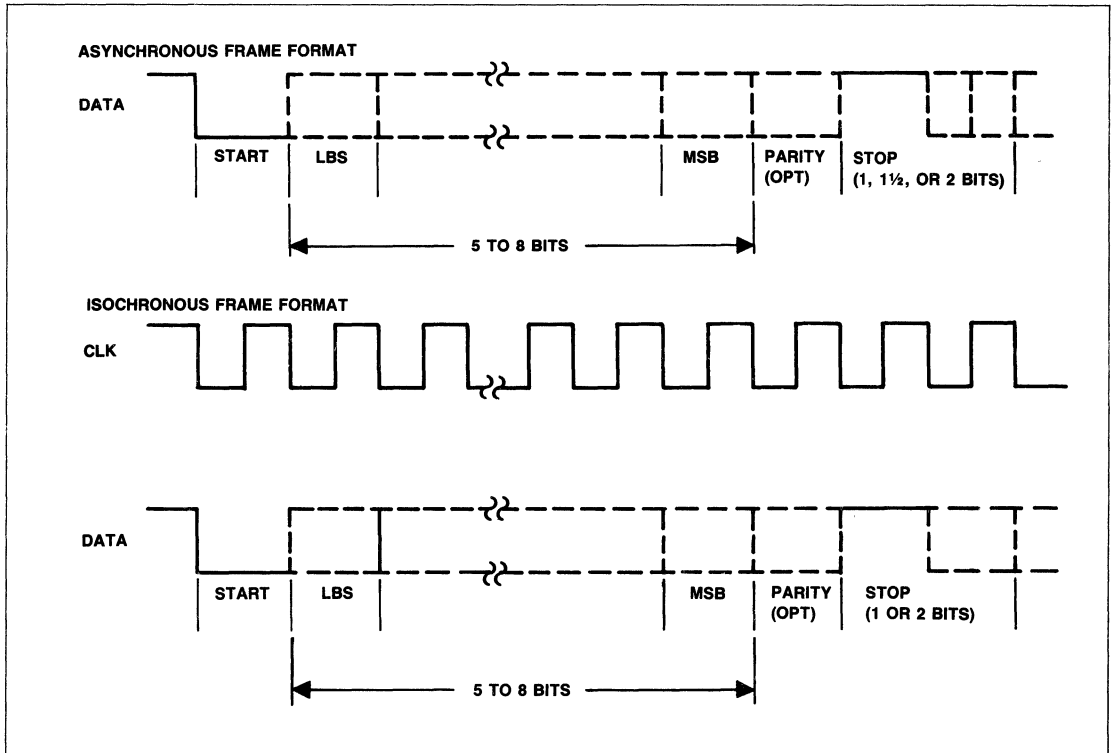 ASYNCHRONOUS FRAME FORMAT
DATA
START
LBS
MSB
PARITY
(OPT)
STOP
(1, 1½, OR 2 BITS)
5 TO 8 BITS
ISOCHRONOUS FRAME FORMAT
CLK
DATA
START
LBS
MSB
PARITY
(OPT)
STOP
(1 OR 2 BITS)
5 TO 8 BITS